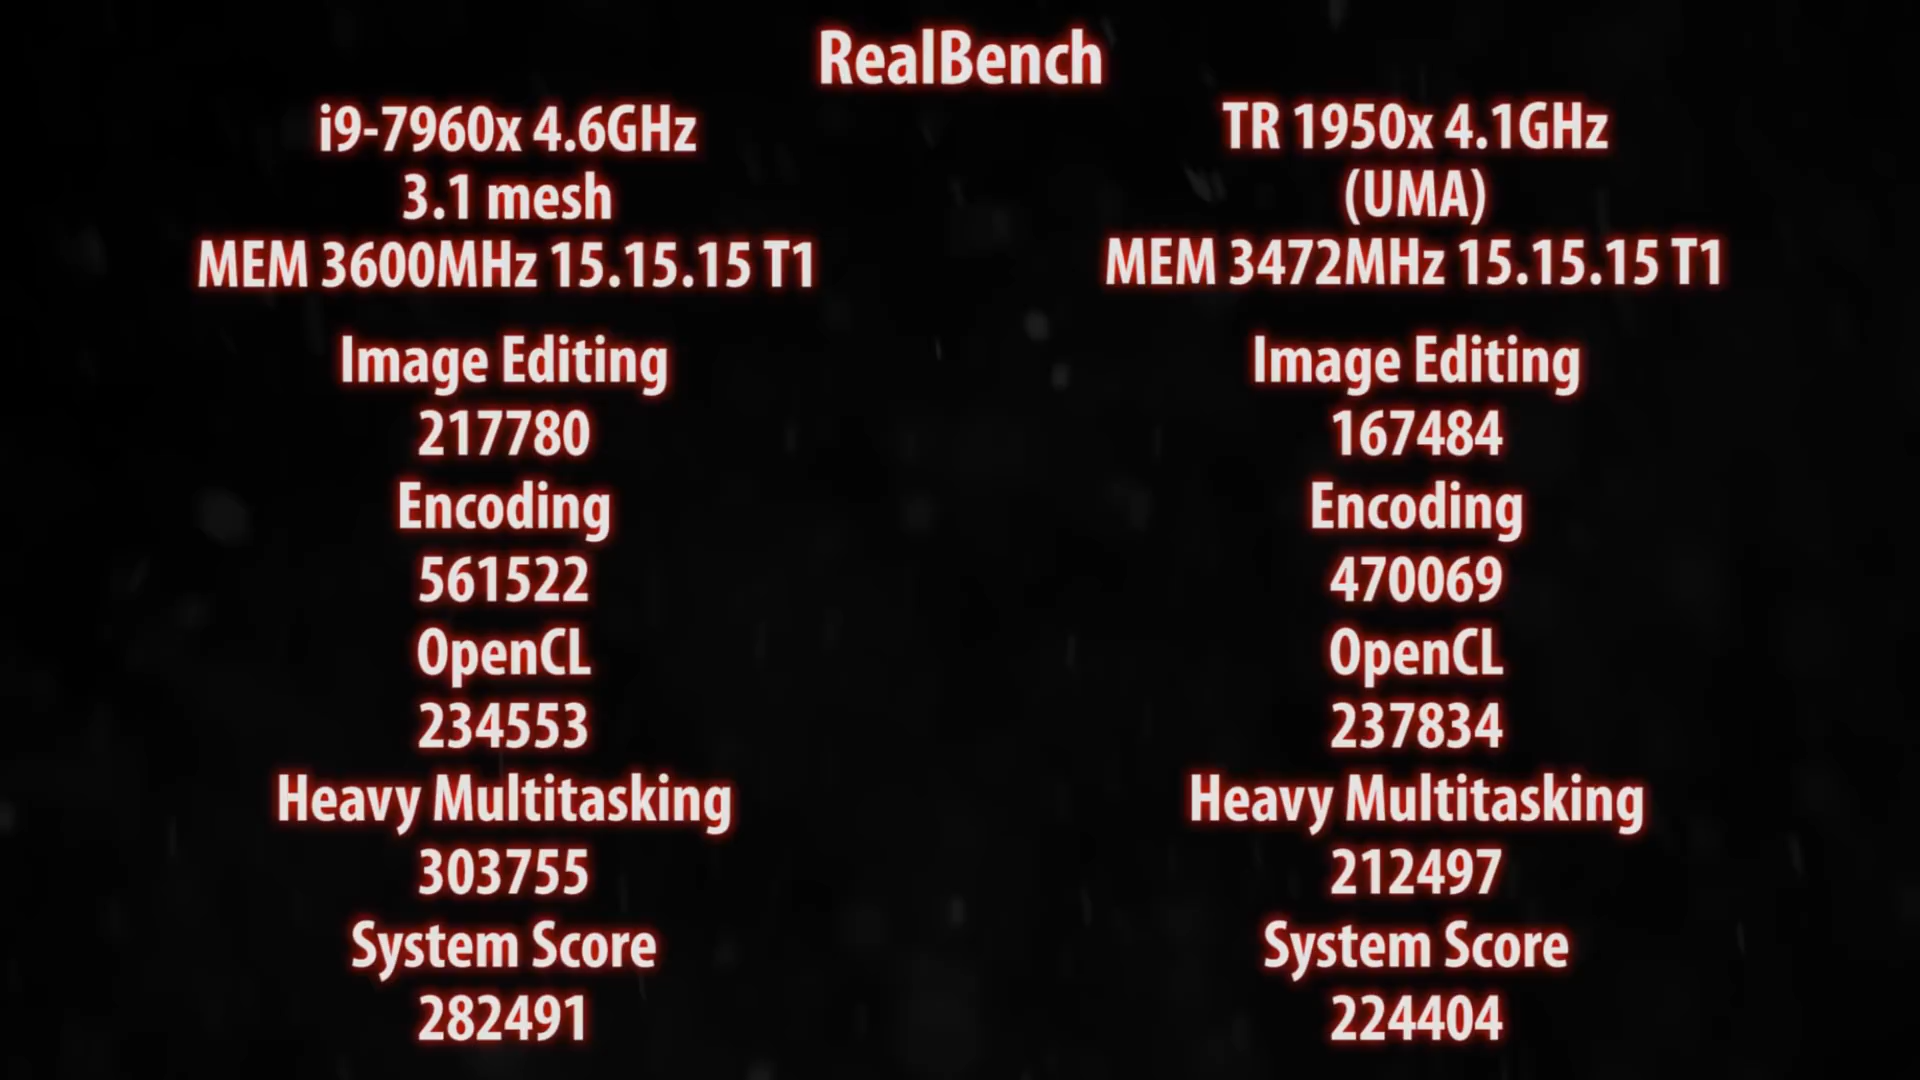 RealBench
i9-7960x 4.6GHz
3.1 mesh
MEM 3600MHz 15.15.15 T1
Image Editing
217780
Encoding
561522
OpenCL
234553
Heavy Multitasking
303755
System Score
282491
TR 1950x 4.1GHz
(UMA)
MEM 3472MHz 15.15.15 T1
Image Editing
167484
Encoding
470069
OpenCL
237834
Heavy Multitasking
212497
System Score
224404